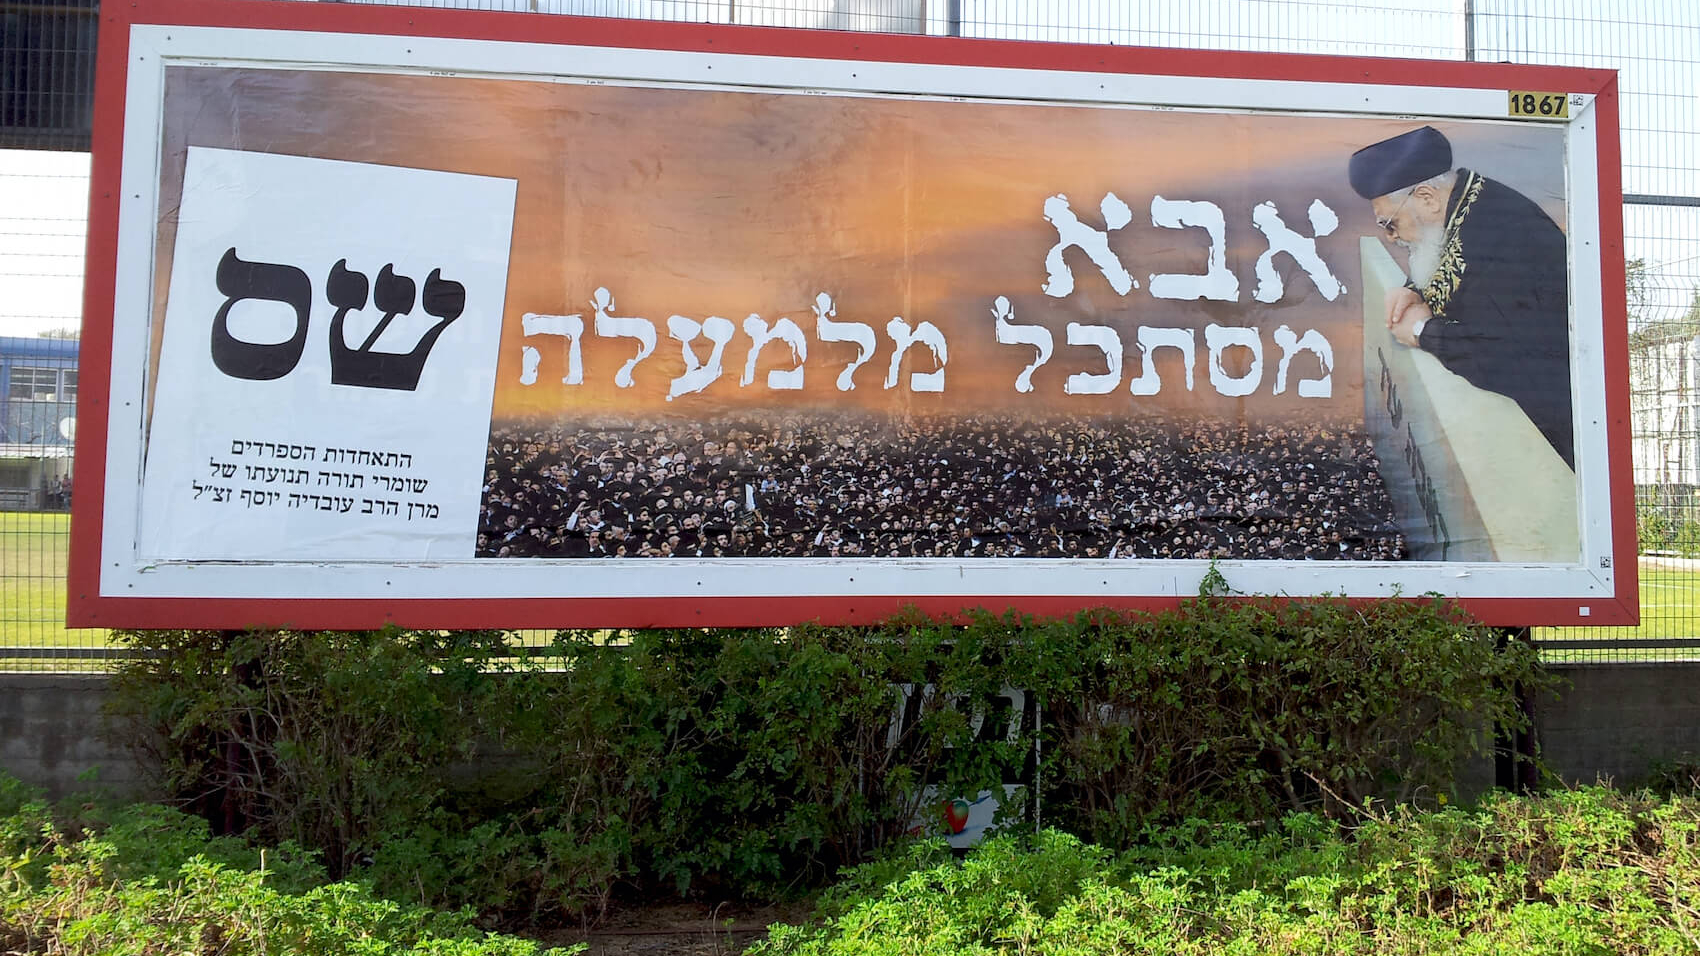 1867
אבא
מסתכל מלמעלה
שס
התאחדות הספרדים
שומרי תורה תנועתו של
מרן הרב עובדיה יוסף זצ"ל